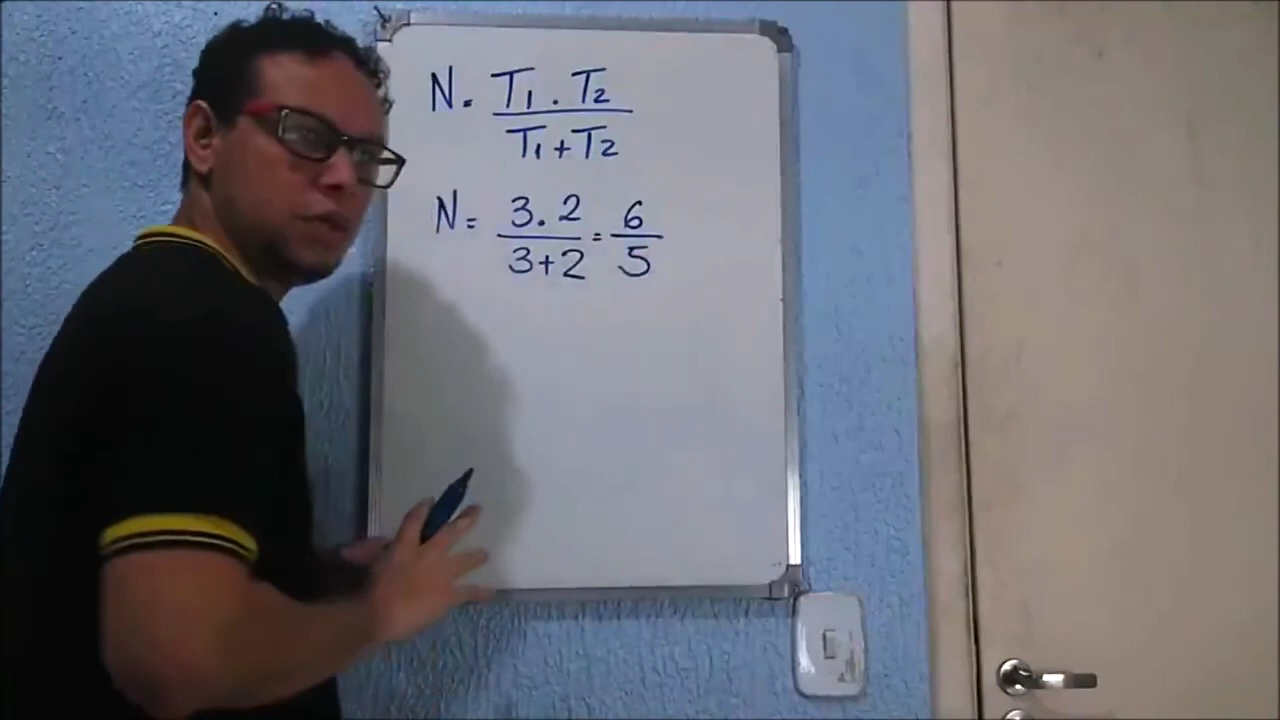 N = T₁ . T₂
T₁ + T₂
N = 3 . 2 = 6
3 + 2 5